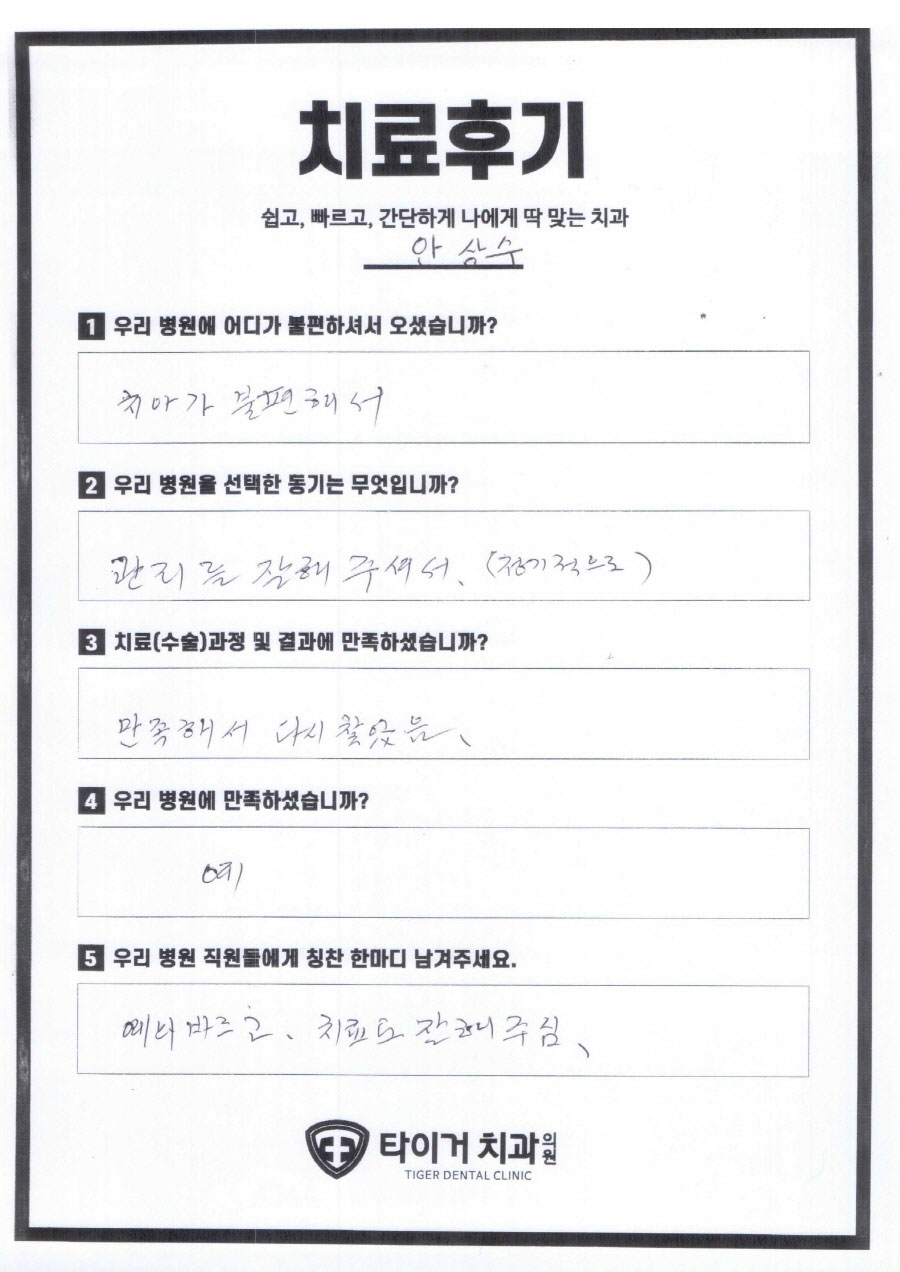 치료후기
쉽고, 빠르고, 간단하게 나에게 딱 맞는 치과
안상수
1 우리 병원에 어디가 불편하셔서 오셨습니까?
치아가 불편해서
2 우리 병원을 선택한 동기는 무엇입니까?
관리를 잘해 주셔서. (정기적으로)
3 치료(수술)과정 및 결과에 만족하셨습니까?
만족해서 다시 찾았음.
4 우리 병원에 만족하셨습니까?
예
5 우리 병원 직원들에게 칭찬 한마디 남겨주세요.
예의 바르고, 치료도 잘해 주심.
타이거 치과의원
TIGER DENTAL CLINIC